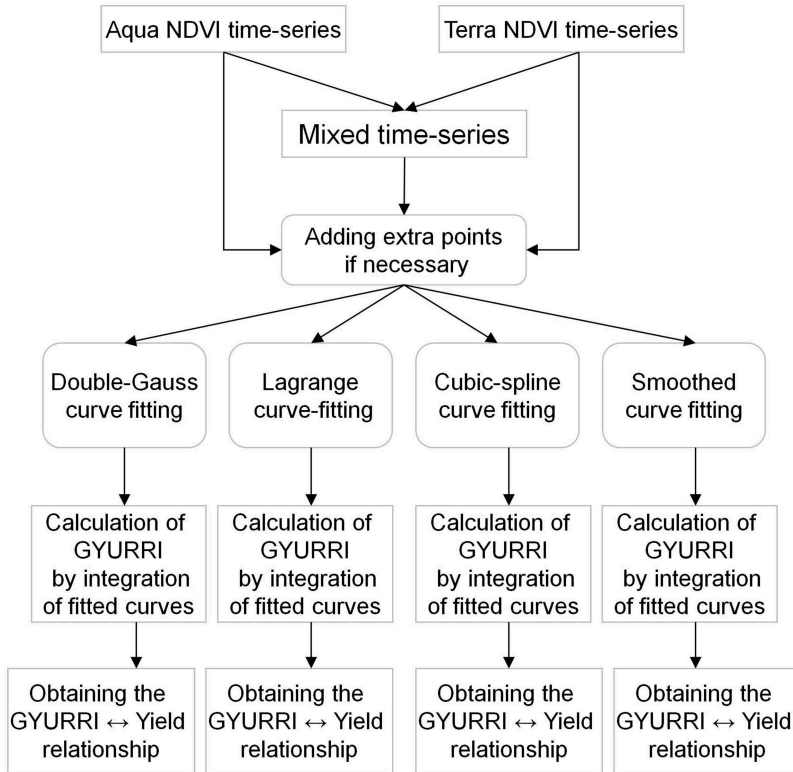 Aqua NDVI time-series
Terra NDVI time-series
Mixed time-series
Adding extra points
if necessary
Double-Gauss
curve fitting
Lagrange
curve-fitting
Cubic-spline
curve fitting
Smoothed
curve fitting
Calculation of
GYURRI
by integration
of fitted curves
Calculation of
GYURRI
by integration
of fitted curves
Calculation of
GYURRI
by integration
of fitted curves
Calculation of
GYURRI
by integration
of fitted curves
Obtaining the
GYURRI ↔ Yield
relationship
Obtaining the
GYURRI ↔ Yield
relationship
Obtaining the
GYURRI ↔ Yield
relationship
Obtaining the
GYURRI ↔ Yield
relationship